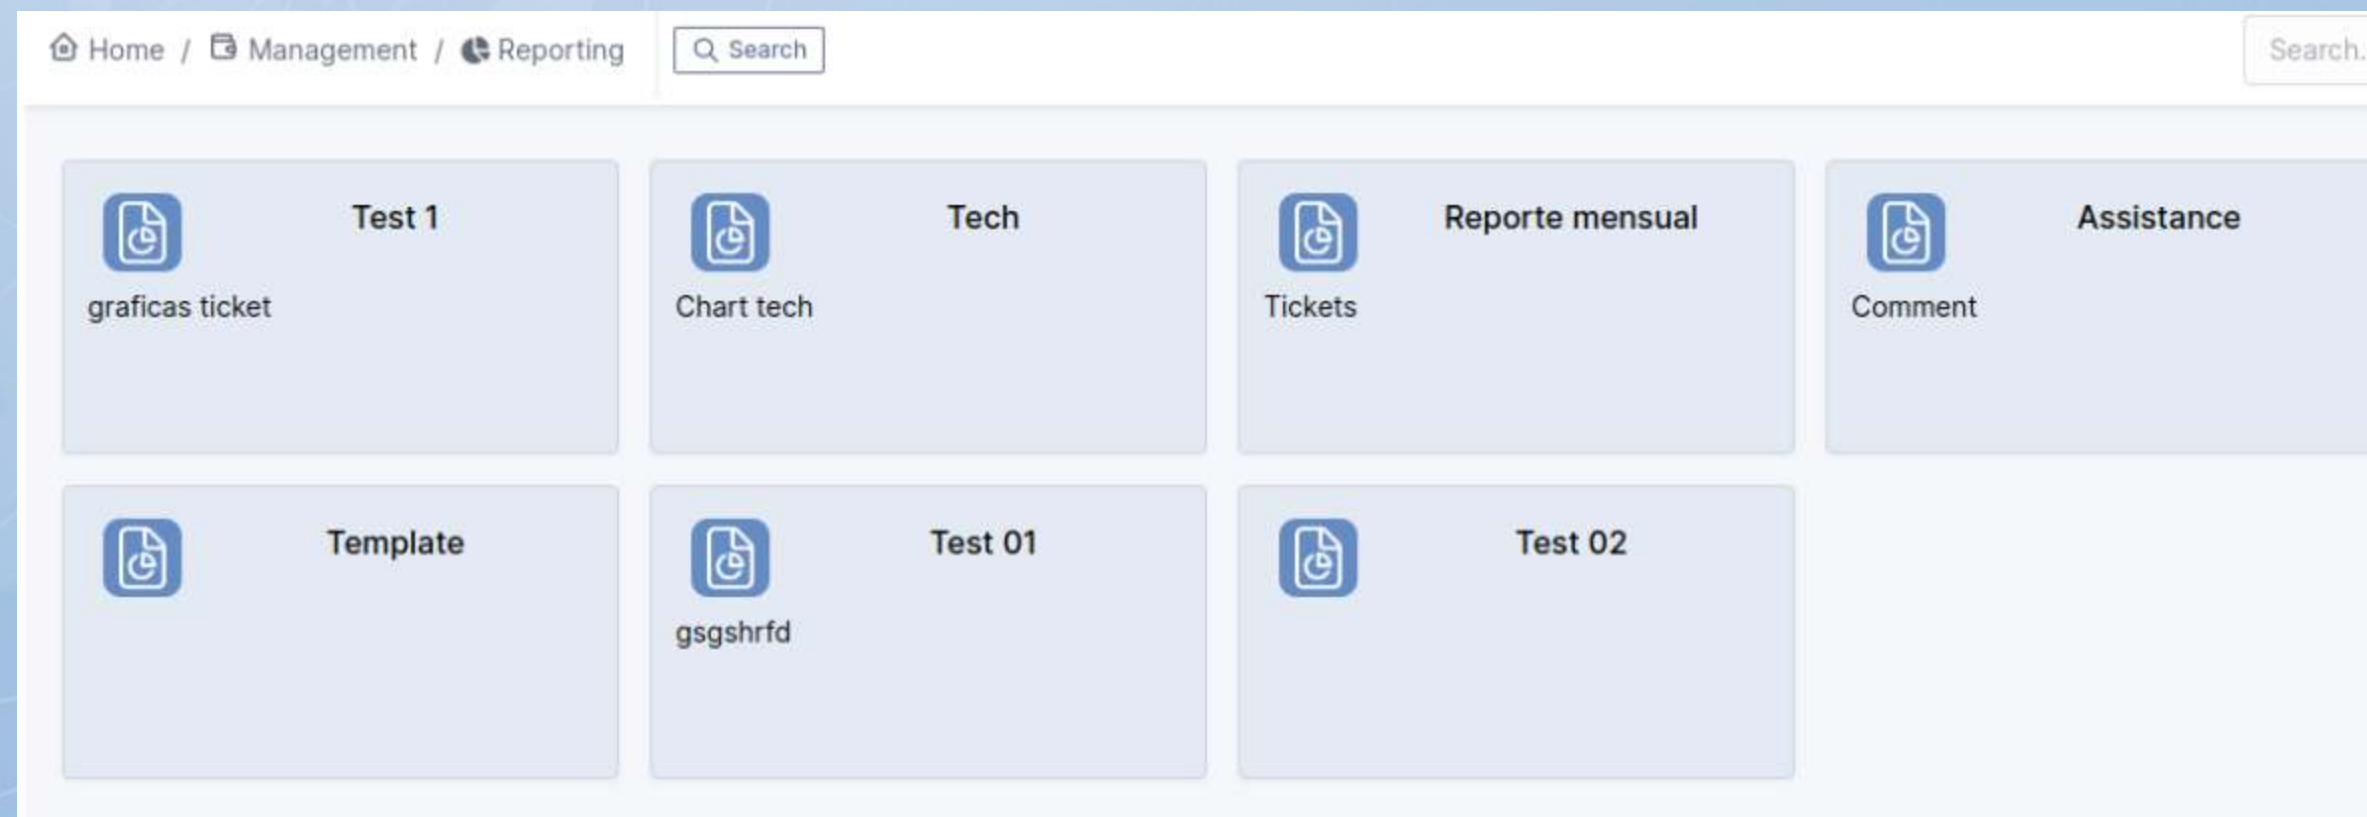 Home / Management / Reporting
Search
Search.
Test 1
graficas ticket
Tech
Chart tech
Reporte mensual
Tickets
Assistance
Comment
Template
Test 01
gsgshrfd
Test 02